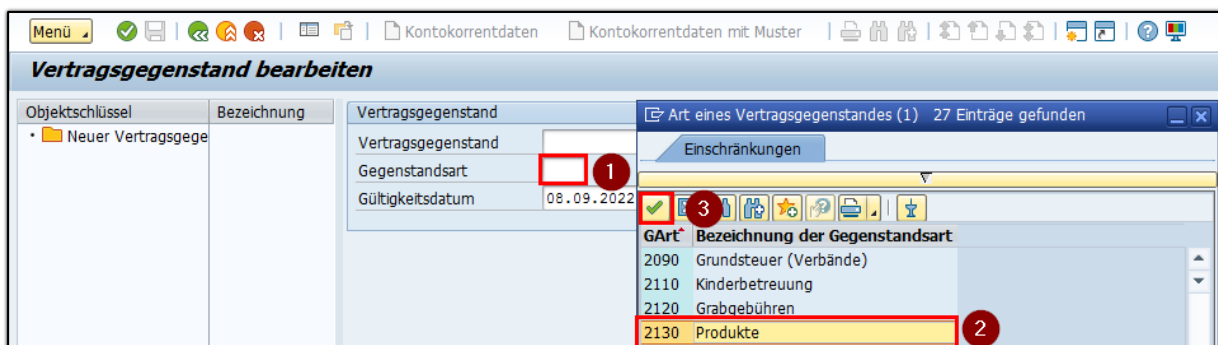 Menü Kontokorrentdaten Kontokorrentdaten mit Muster
Vertragsgegenstand bearbeiten
Objektschlüssel Bezeichnung
Neuer Vertragsgege
Vertragsgegenstand
Vertragsgegenstand
Gegenstandsart 1
Gültigkeitsdatum 08.09.2022
Art eines Vertragsgegenstandes (1) 27 Einträge gefunden
Einschränkungen
3
GArt Bezeichnung der Gegenstandsart
2090 Grundsteuer (Verbände)
2110 Kinderbetreuung
2120 Grabgebühren
2130 Produkte 2